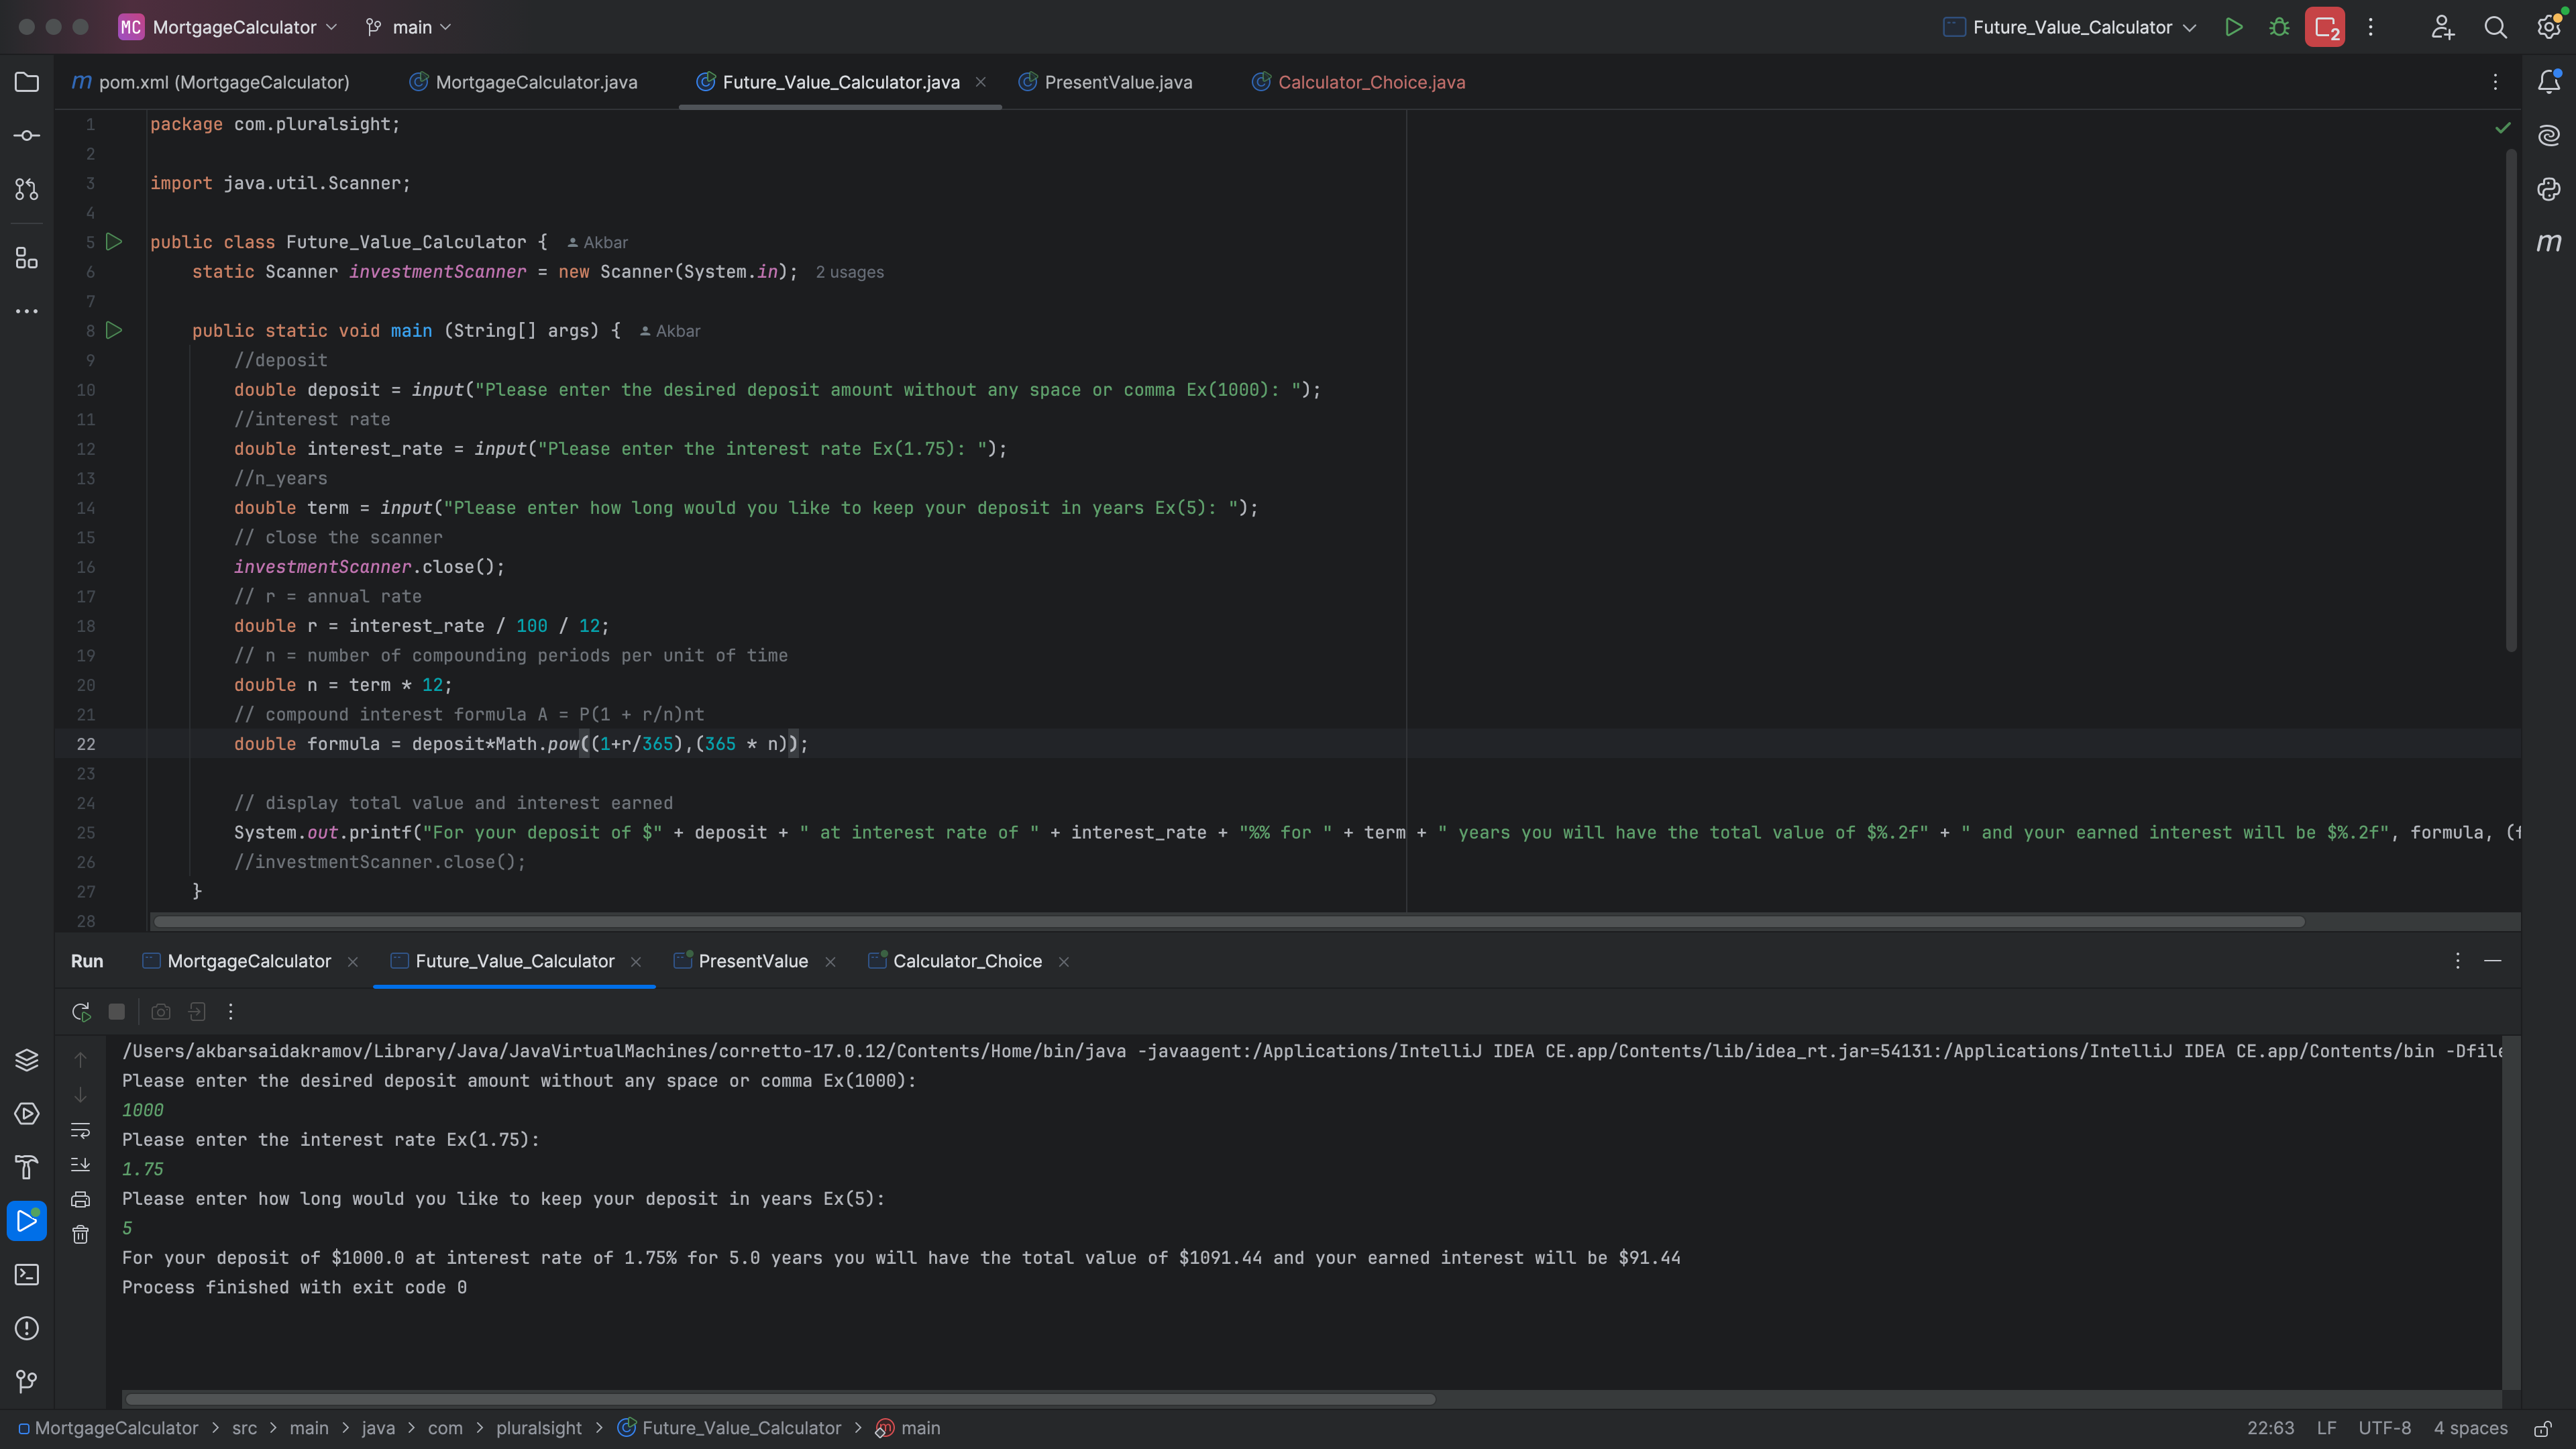 MC MortgageCalculator main Future_Value_Calculator 2
pom.xml (MortgageCalculator) MortgageCalculator.java Future_Value_Calculator.java PresentValue.java Calculator_Choice.java
1 package com.pluralsight;
2
3 import java.util.Scanner;
4
5 public class Future_Value_Calculator { Akbar
6 static Scanner investmentScanner = new Scanner(System.in); 2 usages
7
8 public static void main (String[] args) { Akbar
9 //deposit
10 double deposit = input("Please enter the desired deposit amount without any space or comma Ex(1000): ");
11 //interest rate
12 double interest_rate = input("Please enter the interest rate Ex(1.75): ");
13 //n_years
14 double term = input("Please enter how long would you like to keep your deposit in years Ex(5): ");
15 // close the scanner
16 investmentScanner.close();
17 // r = annual rate
18 double r = interest_rate / 100 / 12;
19 // n = number of compounding periods per unit of time
20 double n = term * 12;
21 // compound interest formula A = P(1 + r/n)nt
22 double formula = deposit*Math.pow((1+r/365),(365 * n));
23
24 // display total value and interest earned
25 System.out.printf("For your deposit of $" + deposit + " at interest rate of " + interest_rate + "%% for " + term + " years you will have the total value of $%.2f" + " and your earned interest will be $%.2f", formula, (f
26 //investmentScanner.close();
27 }
28
Run MortgageCalculator Future_Value_Calculator PresentValue Calculator_Choice
/Users/akbarsaidakramov/Library/Java/JavaVirtualMachines/corretto-17.0.12/Contents/Home/bin/java -javaagent:/Applications/IntelliJ IDEA CE.app/Contents/lib/idea_rt.jar=54131:/Applications/IntelliJ IDEA CE.app/Contents/bin -Dfile
Please enter the desired deposit amount without any space or comma Ex(1000):
1000
Please enter the interest rate Ex(1.75):
1.75
Please enter how long would you like to keep your deposit in years Ex(5):
5
For your deposit of $1000.0 at interest rate of 1.75% for 5.0 years you will have the total value of $1091.44 and your earned interest will be $91.44
Process finished with exit code 0
MortgageCalculator > src > main > java > com > pluralsight > Future_Value_Calculator > main 22:63 LF UTF-8 4 spaces